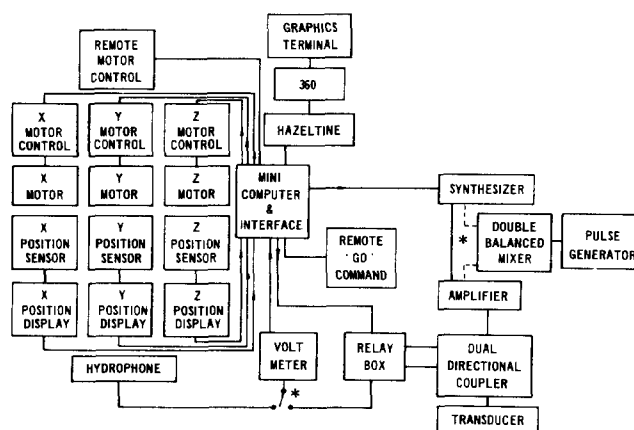 GRAPHICS
TERMINAL
REMOTE
MOTOR
CONTROL
360
HAZELTINE
X
MOTOR
CONTROL
Y
MOTOR
CONTROL
Z
MOTOR
CONTROL
X
MOTOR
Y
MOTOR
Z
MOTOR
MINI
COMPUTER
&
INTERFACE
SYNTHESIZER
X
POSITION
SENSOR
Y
POSITION
SENSOR
Z
POSITION
SENSOR
REMOTE
'GO'
COMMAND
*
DOUBLE
BALANCED
MIXER
PULSE
GENERATOR
X
POSITION
DISPLAY
Y
POSITION
DISPLAY
Z
POSITION
DISPLAY
AMPLIFIER
HYDROPHONE
VOLT
METER
RELAY
BOX
DUAL
DIRECTIONAL
COUPLER
*
TRANSDUCER